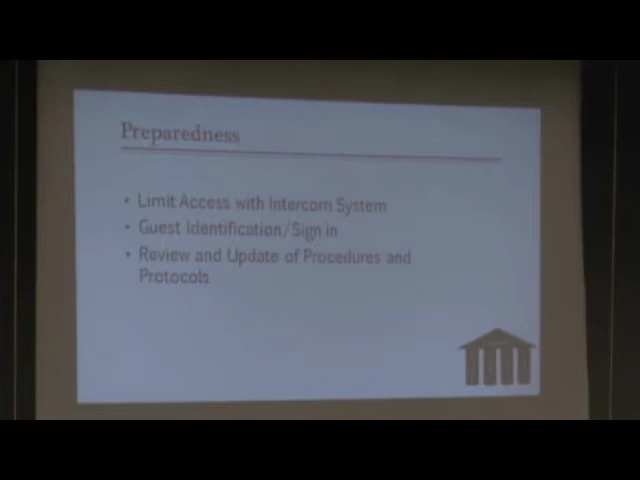 Preparedness
• Limit Access with Intercom System
• Guest Identification/Sign in
• Review and Update of Procedures and
Protocols